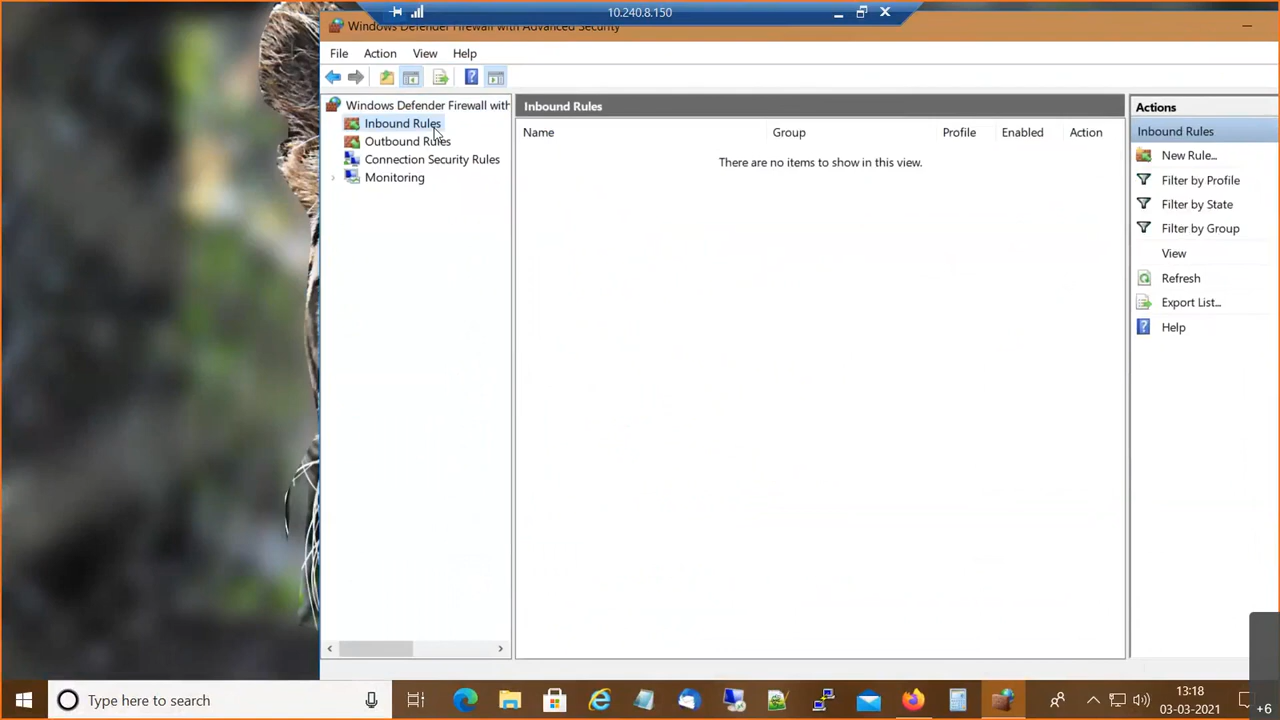 10.240.8.150
Windows Defender Firewall with Advanced Security
File Action View Help
Windows Defender Firewall with
Inbound Rules
Outbound Rules
Connection Security Rules
Monitoring
Inbound Rules
Name Group Profile Enabled Action
There are no items to show in this view.
Actions
Inbound Rules
New Rule...
Filter by Profile
Filter by State
Filter by Group
View
Refresh
Export List...
Help
Type here to search
13:18
03-03-2021
+6